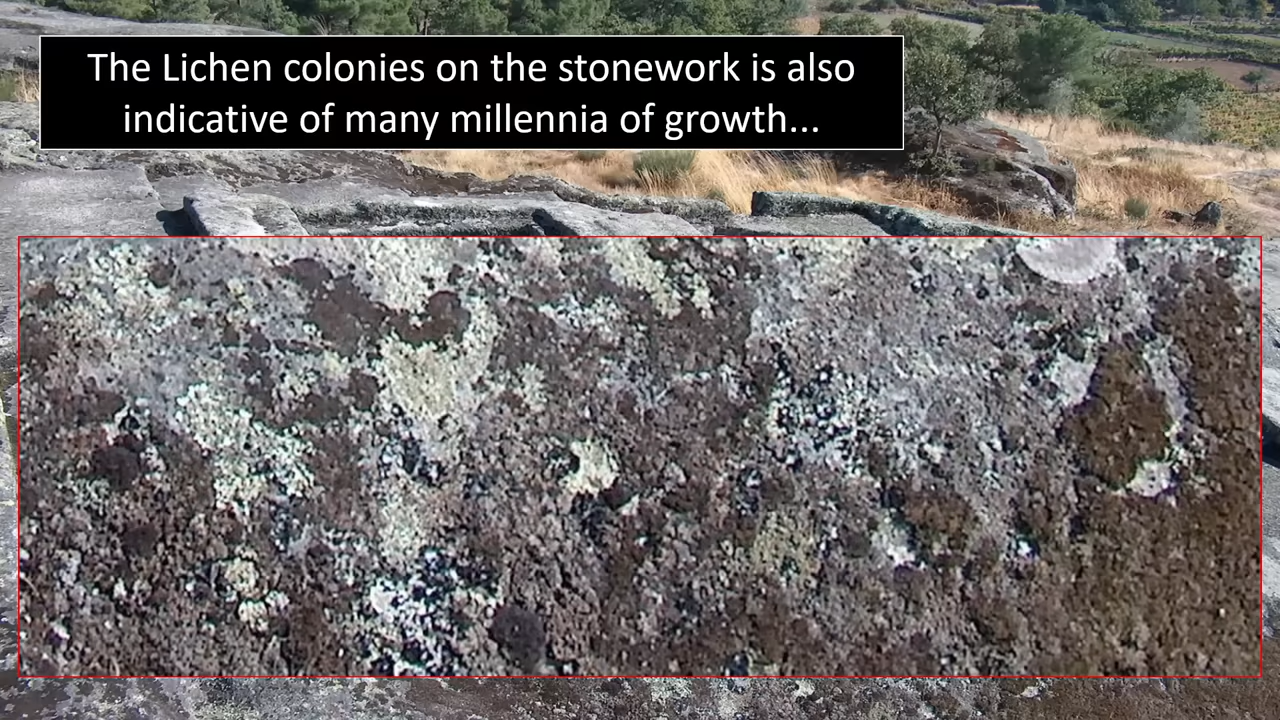 The Lichen colonies on the stonework is also
indicative of many millennia of growth...